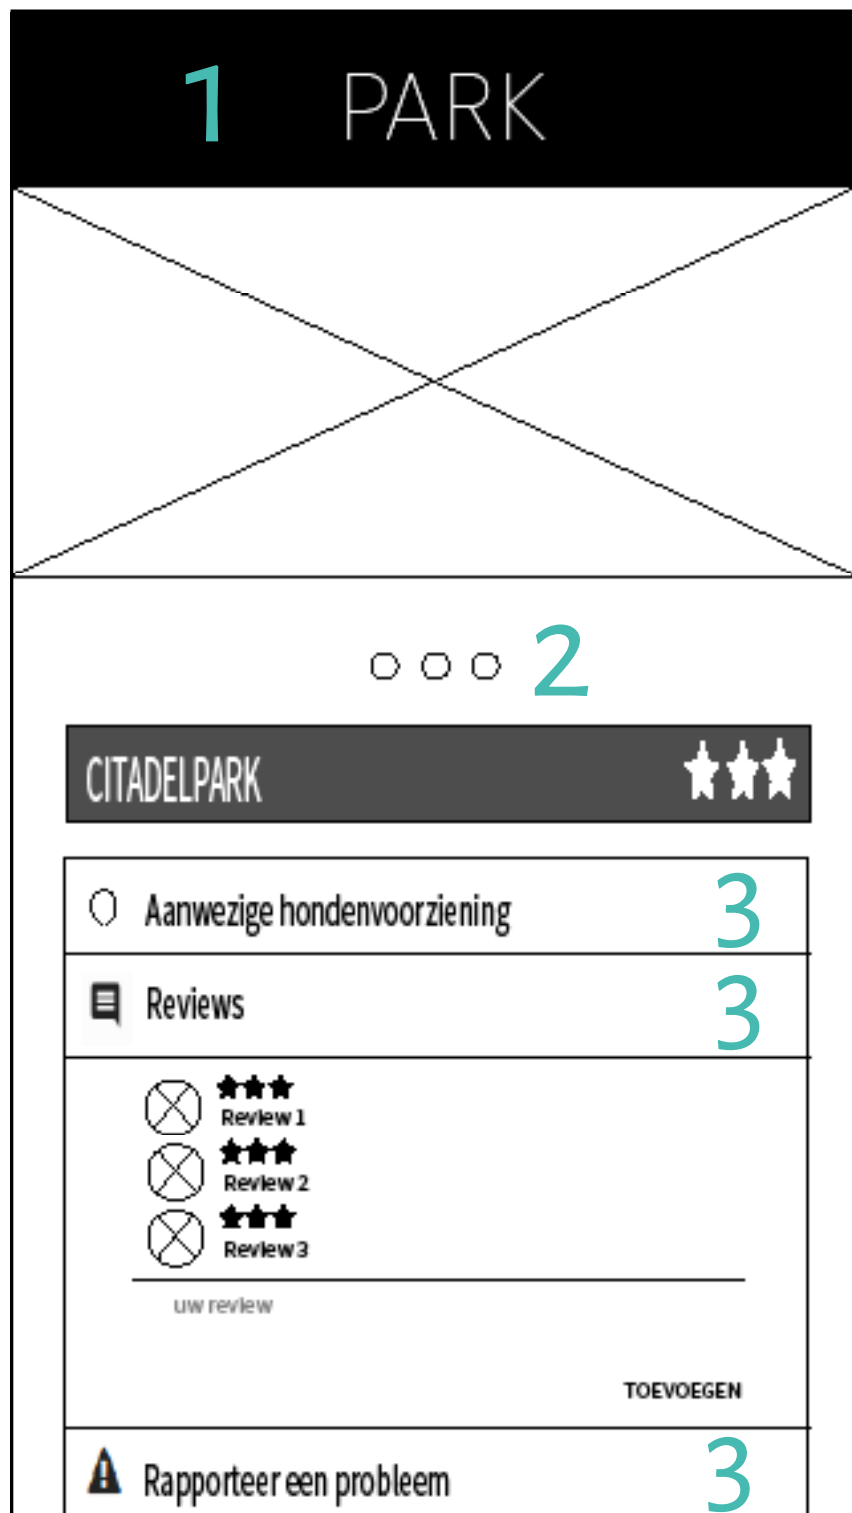 1 PARK
2
CITADELPARK
Aanwezige hondenvoorziening 3
Reviews 3
Review 1
Review 2
Review 3
uw review
TOEVOEGEN
Rapporteer een probleem 3